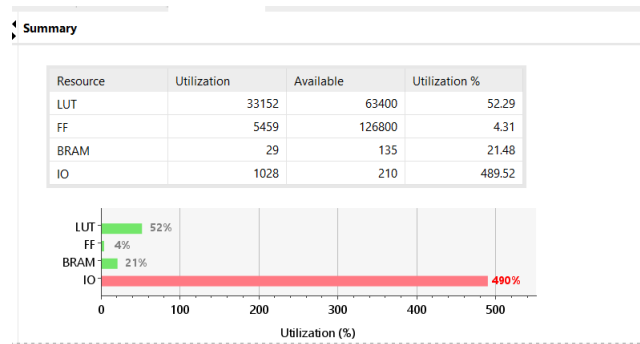 Summary
Resource Utilization Available Utilization %
LUT 33152 63400 52.29
FF 5459 126800 4.31
BRAM 29 135 21.48
IO 1028 210 489.52
LUT 52%
FF 4%
BRAM 21%
IO 490%
0 100 200 300 400 500
Utilization (%)